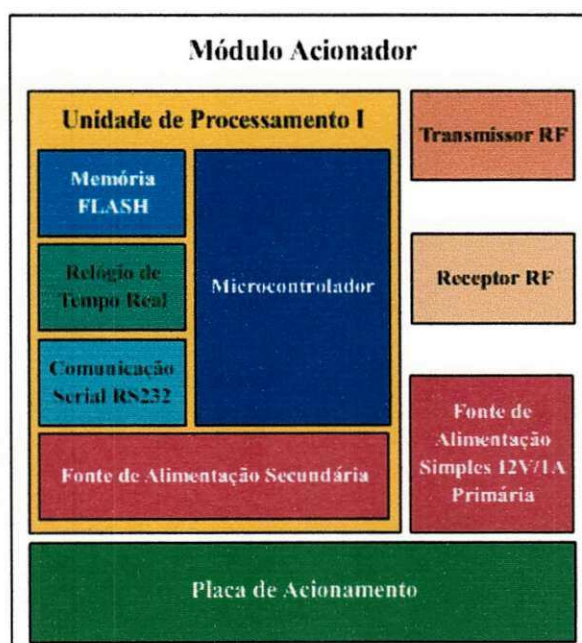 Módulo Acionador
Unidade de Processamento I
Memória
FLASH
Relógio de
Tempo Real
Comunicação
Serial RS232
Microcontrolador
Fonte de Alimentação Secundária
Transmissor RF
Receptor RF
Fonte de
Alimentação
Simples 12V/1A
Primária
Placa de Acionamento